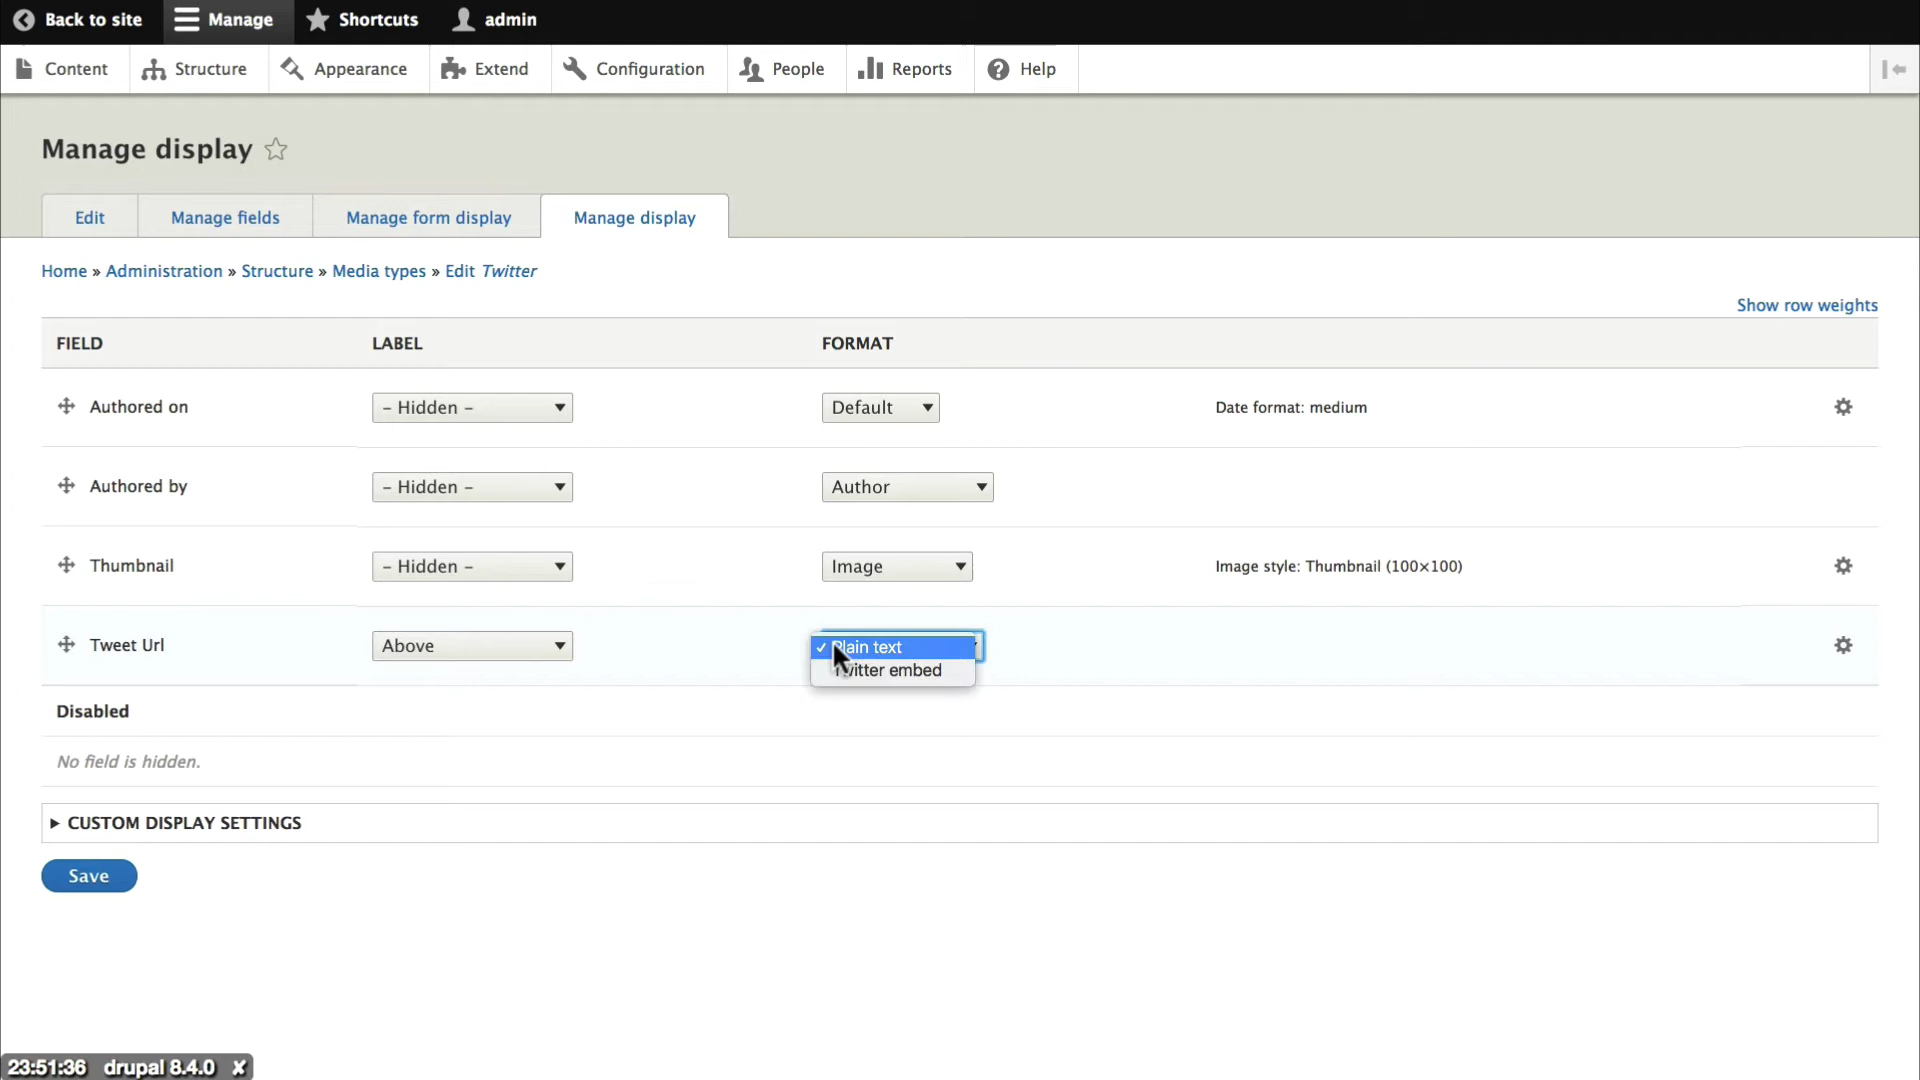 Back to site Manage Shortcuts admin
Content Structure Appearance Extend Configuration People Reports Help
Manage display
Edit Manage fields Manage form display Manage display
Home » Administration » Structure » Media types » Edit Twitter
Show row weights
FIELD LABEL FORMAT
Authored on - Hidden - Default Date format: medium
Authored by - Hidden - Author
Thumbnail - Hidden - Image Image style: Thumbnail (100×100)
Tweet Url Above ✓ Plain text
Twitter embed
Disabled
No field is hidden.
CUSTOM DISPLAY SETTINGS
Save
23:51:36 drupal 8.4.0 ✘